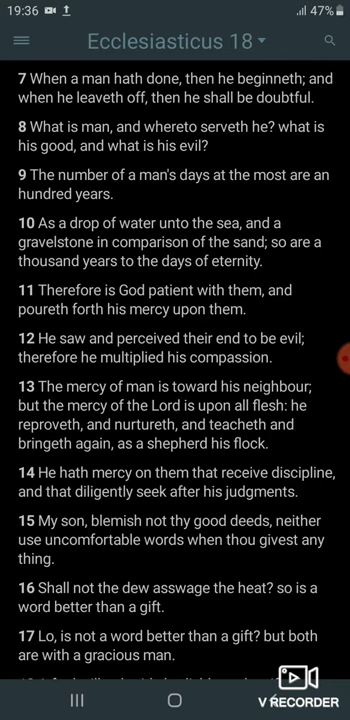 19:36 47%
Ecclesiasticus 18
7 When a man hath done, then he beginneth; and
when he leaveth off, then he shall be doubtful.
8 What is man, and whereto serveth he? what is
his good, and what is his evil?
9 The number of a man's days at the most are an
hundred years.
10 As a drop of water unto the sea, and a
gravelstone in comparison of the sand; so are a
thousand years to the days of eternity.
11 Therefore is God patient with them, and
poureth forth his mercy upon them.
12 He saw and perceived their end to be evil;
therefore he multiplied his compassion.
13 The mercy of man is toward his neighbour;
but the mercy of the Lord is upon all flesh: he
reproveth, and nurtureth, and teacheth and
bringeth again, as a shepherd his flock.
14 He hath mercy on them that receive discipline,
and that diligently seek after his judgments.
15 My son, blemish not thy good deeds, neither
use uncomfortable words when thou givest any
thing.
16 Shall not the dew asswage the heat? so is a
word better than a gift.
17 Lo, is not a word better than a gift? but both
are with a gracious man.
V RECORDER